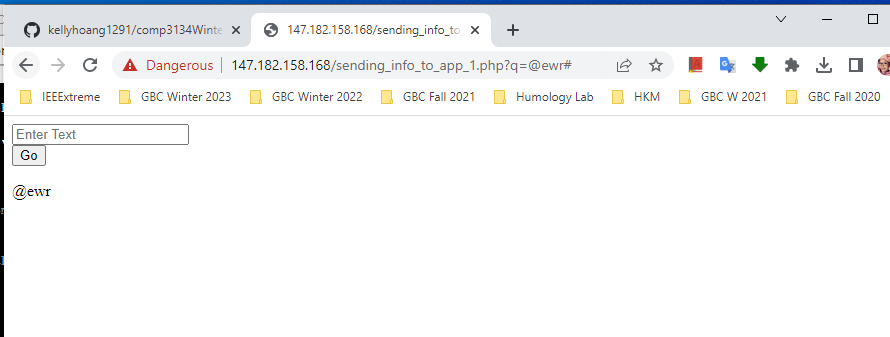 kellyhoang1291/comp3134Winte
147.182.158.168/sending_info_to_
Dangerous 147.182.158.168/sending_info_to_app_1.php?q=@ewr#
IEEExtreme GBC Winter 2023 GBC Winter 2022 GBC Fall 2021 Humology Lab HKM GBC W 2021 GBC Fall 2020
Enter Text
Go
@ewr